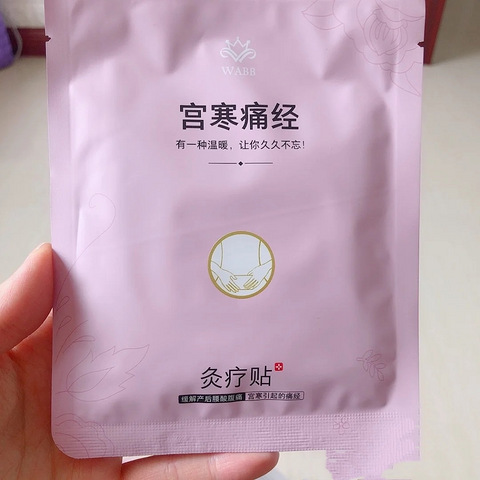 WABB
宫寒痛经
有一种温暖，让你久久不忘！
灸疗贴
缓解产后腰酸腹痛 宫寒引起的痛经